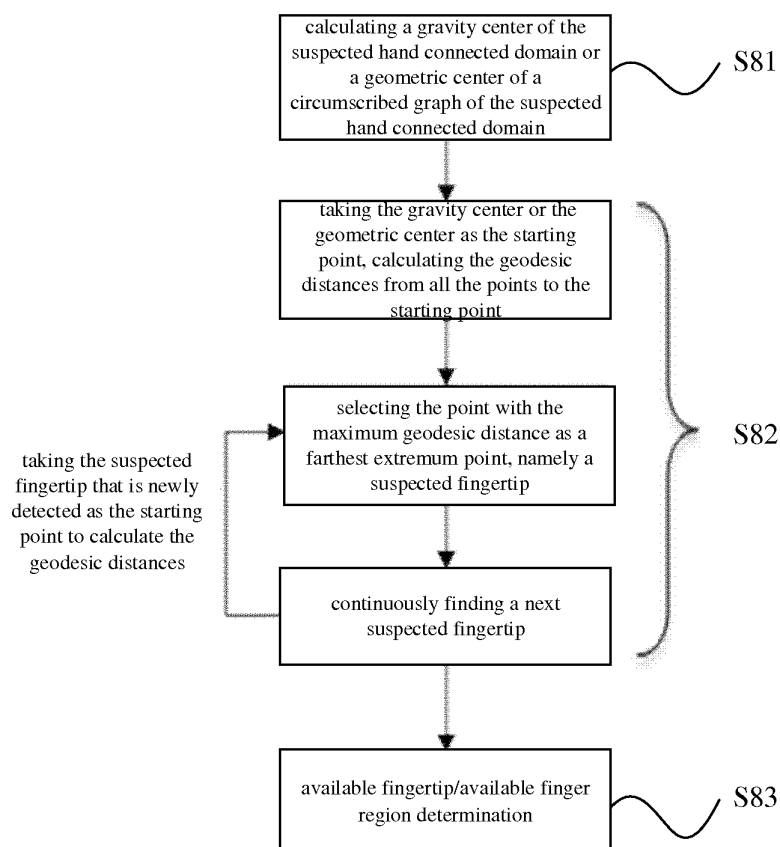 calculating a gravity center of the
suspected hand connected domain or
a geometric center of a
circumscribed graph of the suspected
hand connected domain
S81
taking the gravity center or the
geometric center as the starting
point, calculating the geodesic
distances from all the points to the
starting point
selecting the point with the
maximum geodesic distance as a
farthest extremum point, namely a
suspected fingertip
S82
taking the suspected
fingertip that is newly
detected as the starting
point to calculate the
geodesic distances
continuously finding a next
suspected fingertip
available fingertip/available finger
region determination
S83